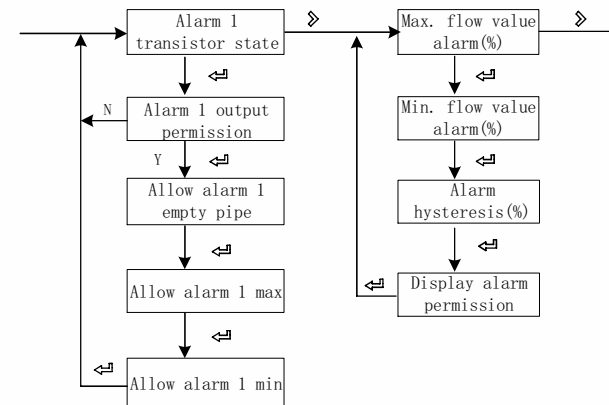 Alarm 1
transistor state
Max. flow value
alarm(%)
N
Alarm 1 output
permission
Min. flow value
alarm(%)
Y
Allow alarm 1
empty pipe
Alarm
hysteresis(%)
Allow alarm 1 max
Display alarm
permission
Allow alarm 1 min